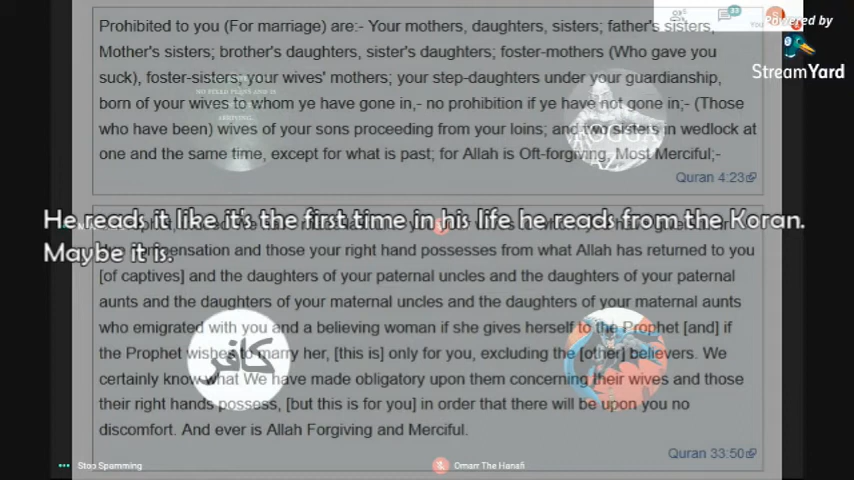 Powered by
StreamYard
33
YOU
Prohibited to you (For marriage) are:- Your mothers, daughters, sisters; father's sisters,
Mother's sisters; brother's daughters, sister's daughters; foster-mothers (Who gave you
suck), foster-sisters; your wives' mothers; your step-daughters under your guardianship,
born of your wives to whom ye have gone in,- no prohibition if ye have not gone in;- (Those
who have been) wives of your sons proceeding from your loins; and two sisters in wedlock at
one and the same time, except for what is past; for Allah is Oft-forgiving, Most Merciful;-
Quran 4:23
He reads it like it's the first time in his life he reads from the Koran.
Maybe it is.
compensation and those your right hand possesses from what Allah has returned to you
[of captives] and the daughters of your paternal uncles and the daughters of your paternal
aunts and the daughters of your maternal uncles and the daughters of your maternal aunts
who emigrated with you and a believing woman if she gives herself to the Prophet [and] if
the Prophet wishes to marry her, [this is] only for you, excluding the [other] believers. We
certainly know what We have made obligatory upon them concerning their wives and those
their right hands possess, [but this is for you] in order that there will be upon you no
discomfort. And ever is Allah Forgiving and Merciful.
Quran 33:50
كافر
Stop Spamming
Omarr The Hanafi